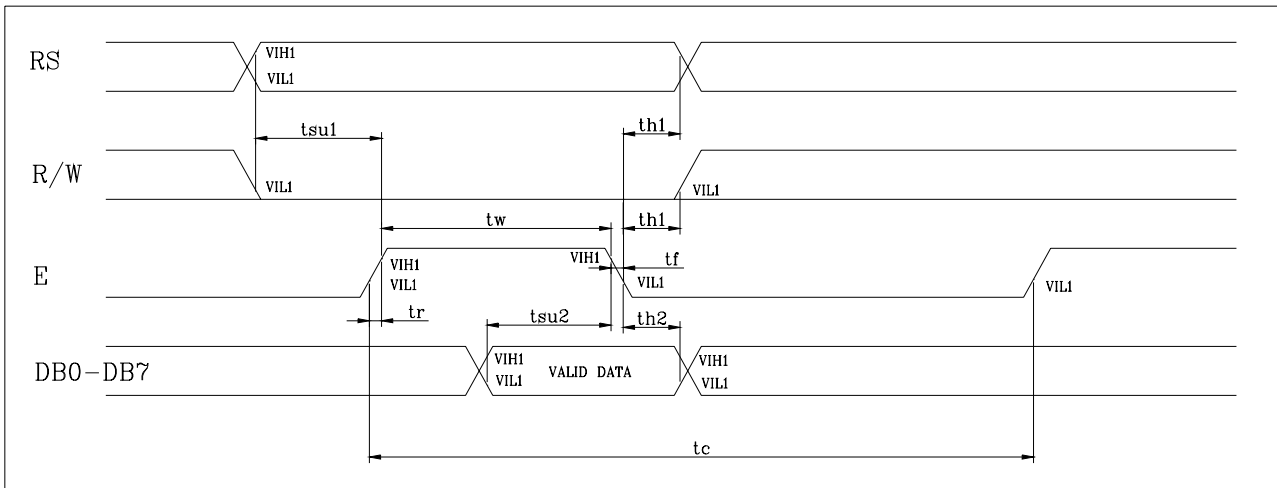 RS
VIH1
VIL1
tsu1
th1
R/W
VIL1
VIL1
tw
th1
E
VIH1
VIL1
VIH1
tf
VIL1
VIL1
tr
tsu2
th2
DB0-DB7
VIH1
VIL1
VALID DATA
VIH1
VIL1
tc